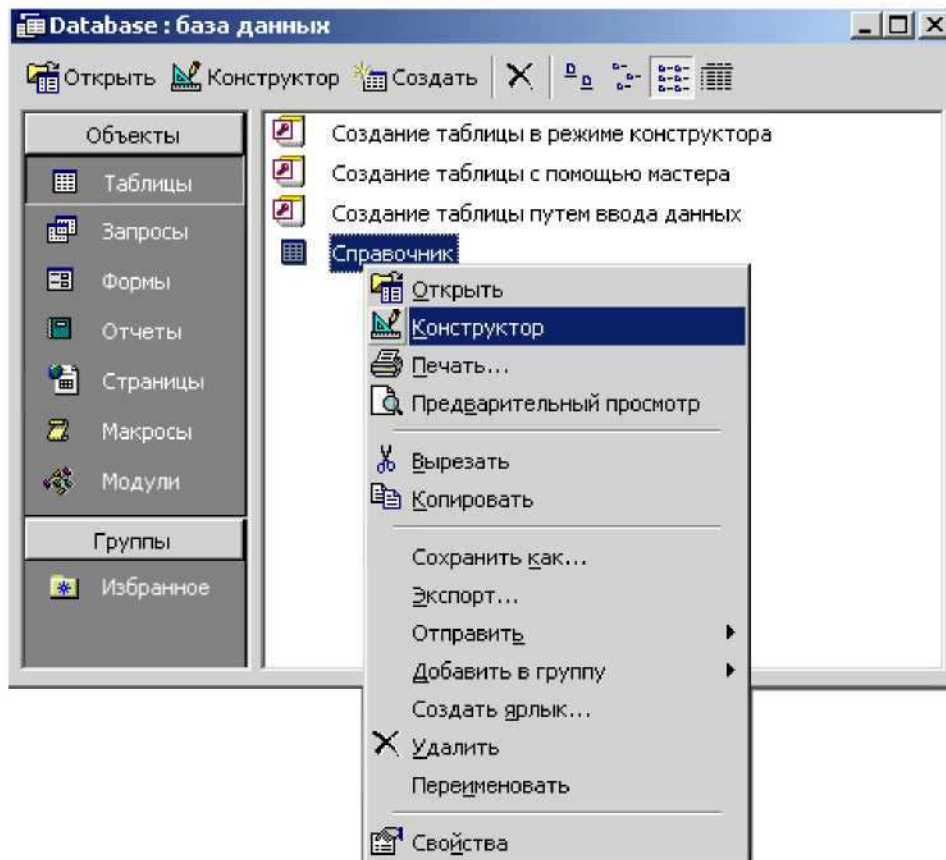 Database : база данных
Открыть Конструктор Создать
Объекты
Таблицы
Запросы
Формы
Отчеты
Страницы
Макросы
Модули
Группы
Избранное
Создание таблицы в режиме конструктора
Создание таблицы с помощью мастера
Создание таблицы путем ввода данных
Справочник
Открыть
Конструктор
Печать...
Предварительный просмотр
Вырезать
Копировать
Сохранить как...
Экспорт...
Отправить
Добавить в группу
Создать ярлык...
Удалить
Переименовать
Свойства